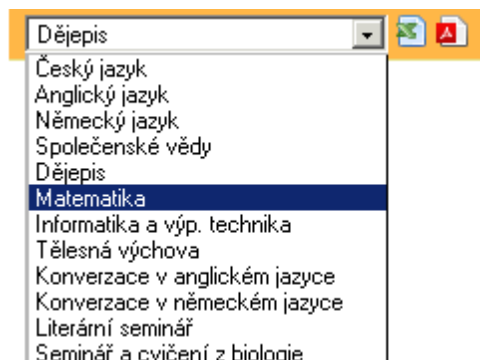 Dějepis
Český jazyk
Anglický jazyk
Německý jazyk
Společenské vědy
Dějepis
Matematika
Informatika a výp. technika
Tělesná výchova
Konverzace v anglickém jazyce
Konverzace v německém jazyce
Literární seminář
Seminář a cvičení z biologie